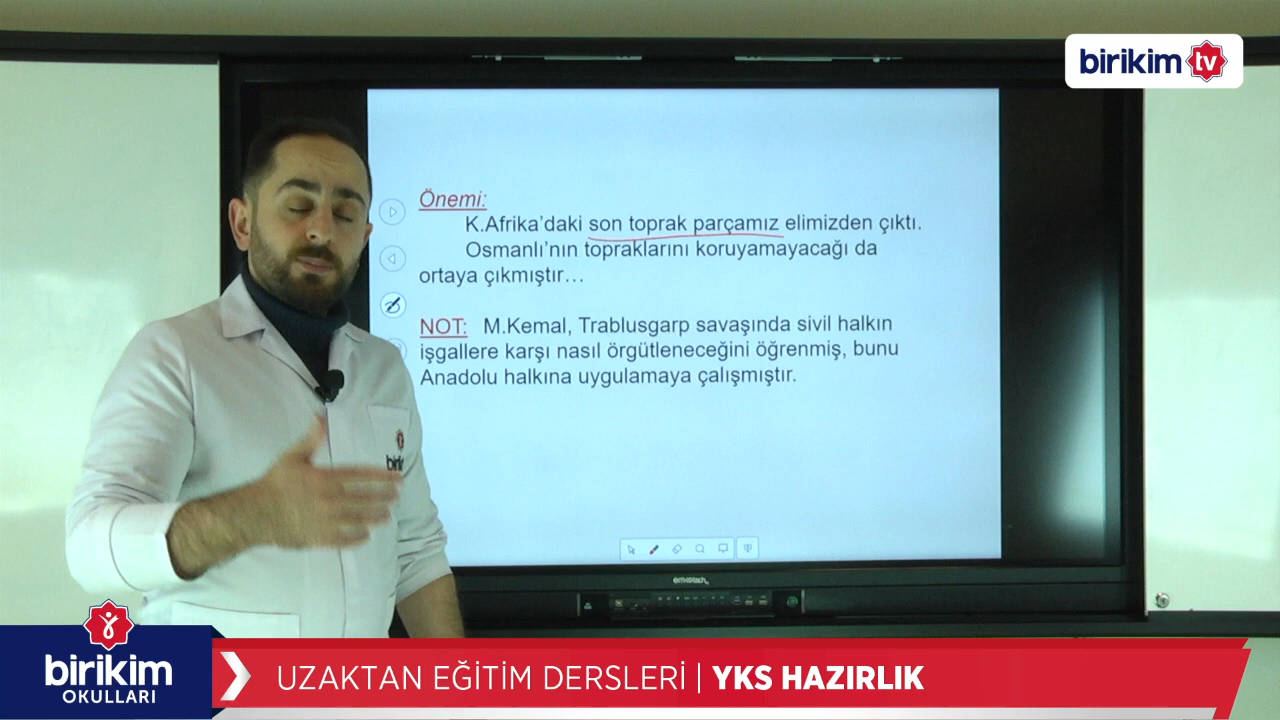 birikim tv
Önemi:
K.Afrika'daki son toprak parçamız elimizden çıktı.
Osmanlı'nın topraklarını koruyamayacağı da
ortaya çıkmıştır…
NOT: M.Kemal, Trablusgarp savaşında sivil halkın
işgallere karşı nasıl örgütleneceğini öğrenmiş, bunu
Anadolu halkına uygulamaya çalışmıştır.
birikim
OKULLARI
UZAKTAN EĞİTİM DERSLERİ | YKS HAZIRLIK